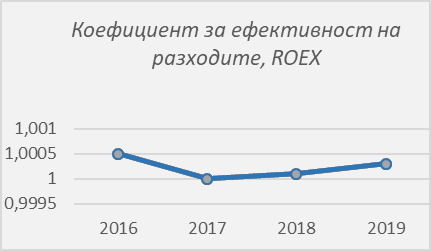 Коефициент за ефективност на
разходите, ROEX
1,001
1,0005
1
0,9995
2016 2017 2018 2019